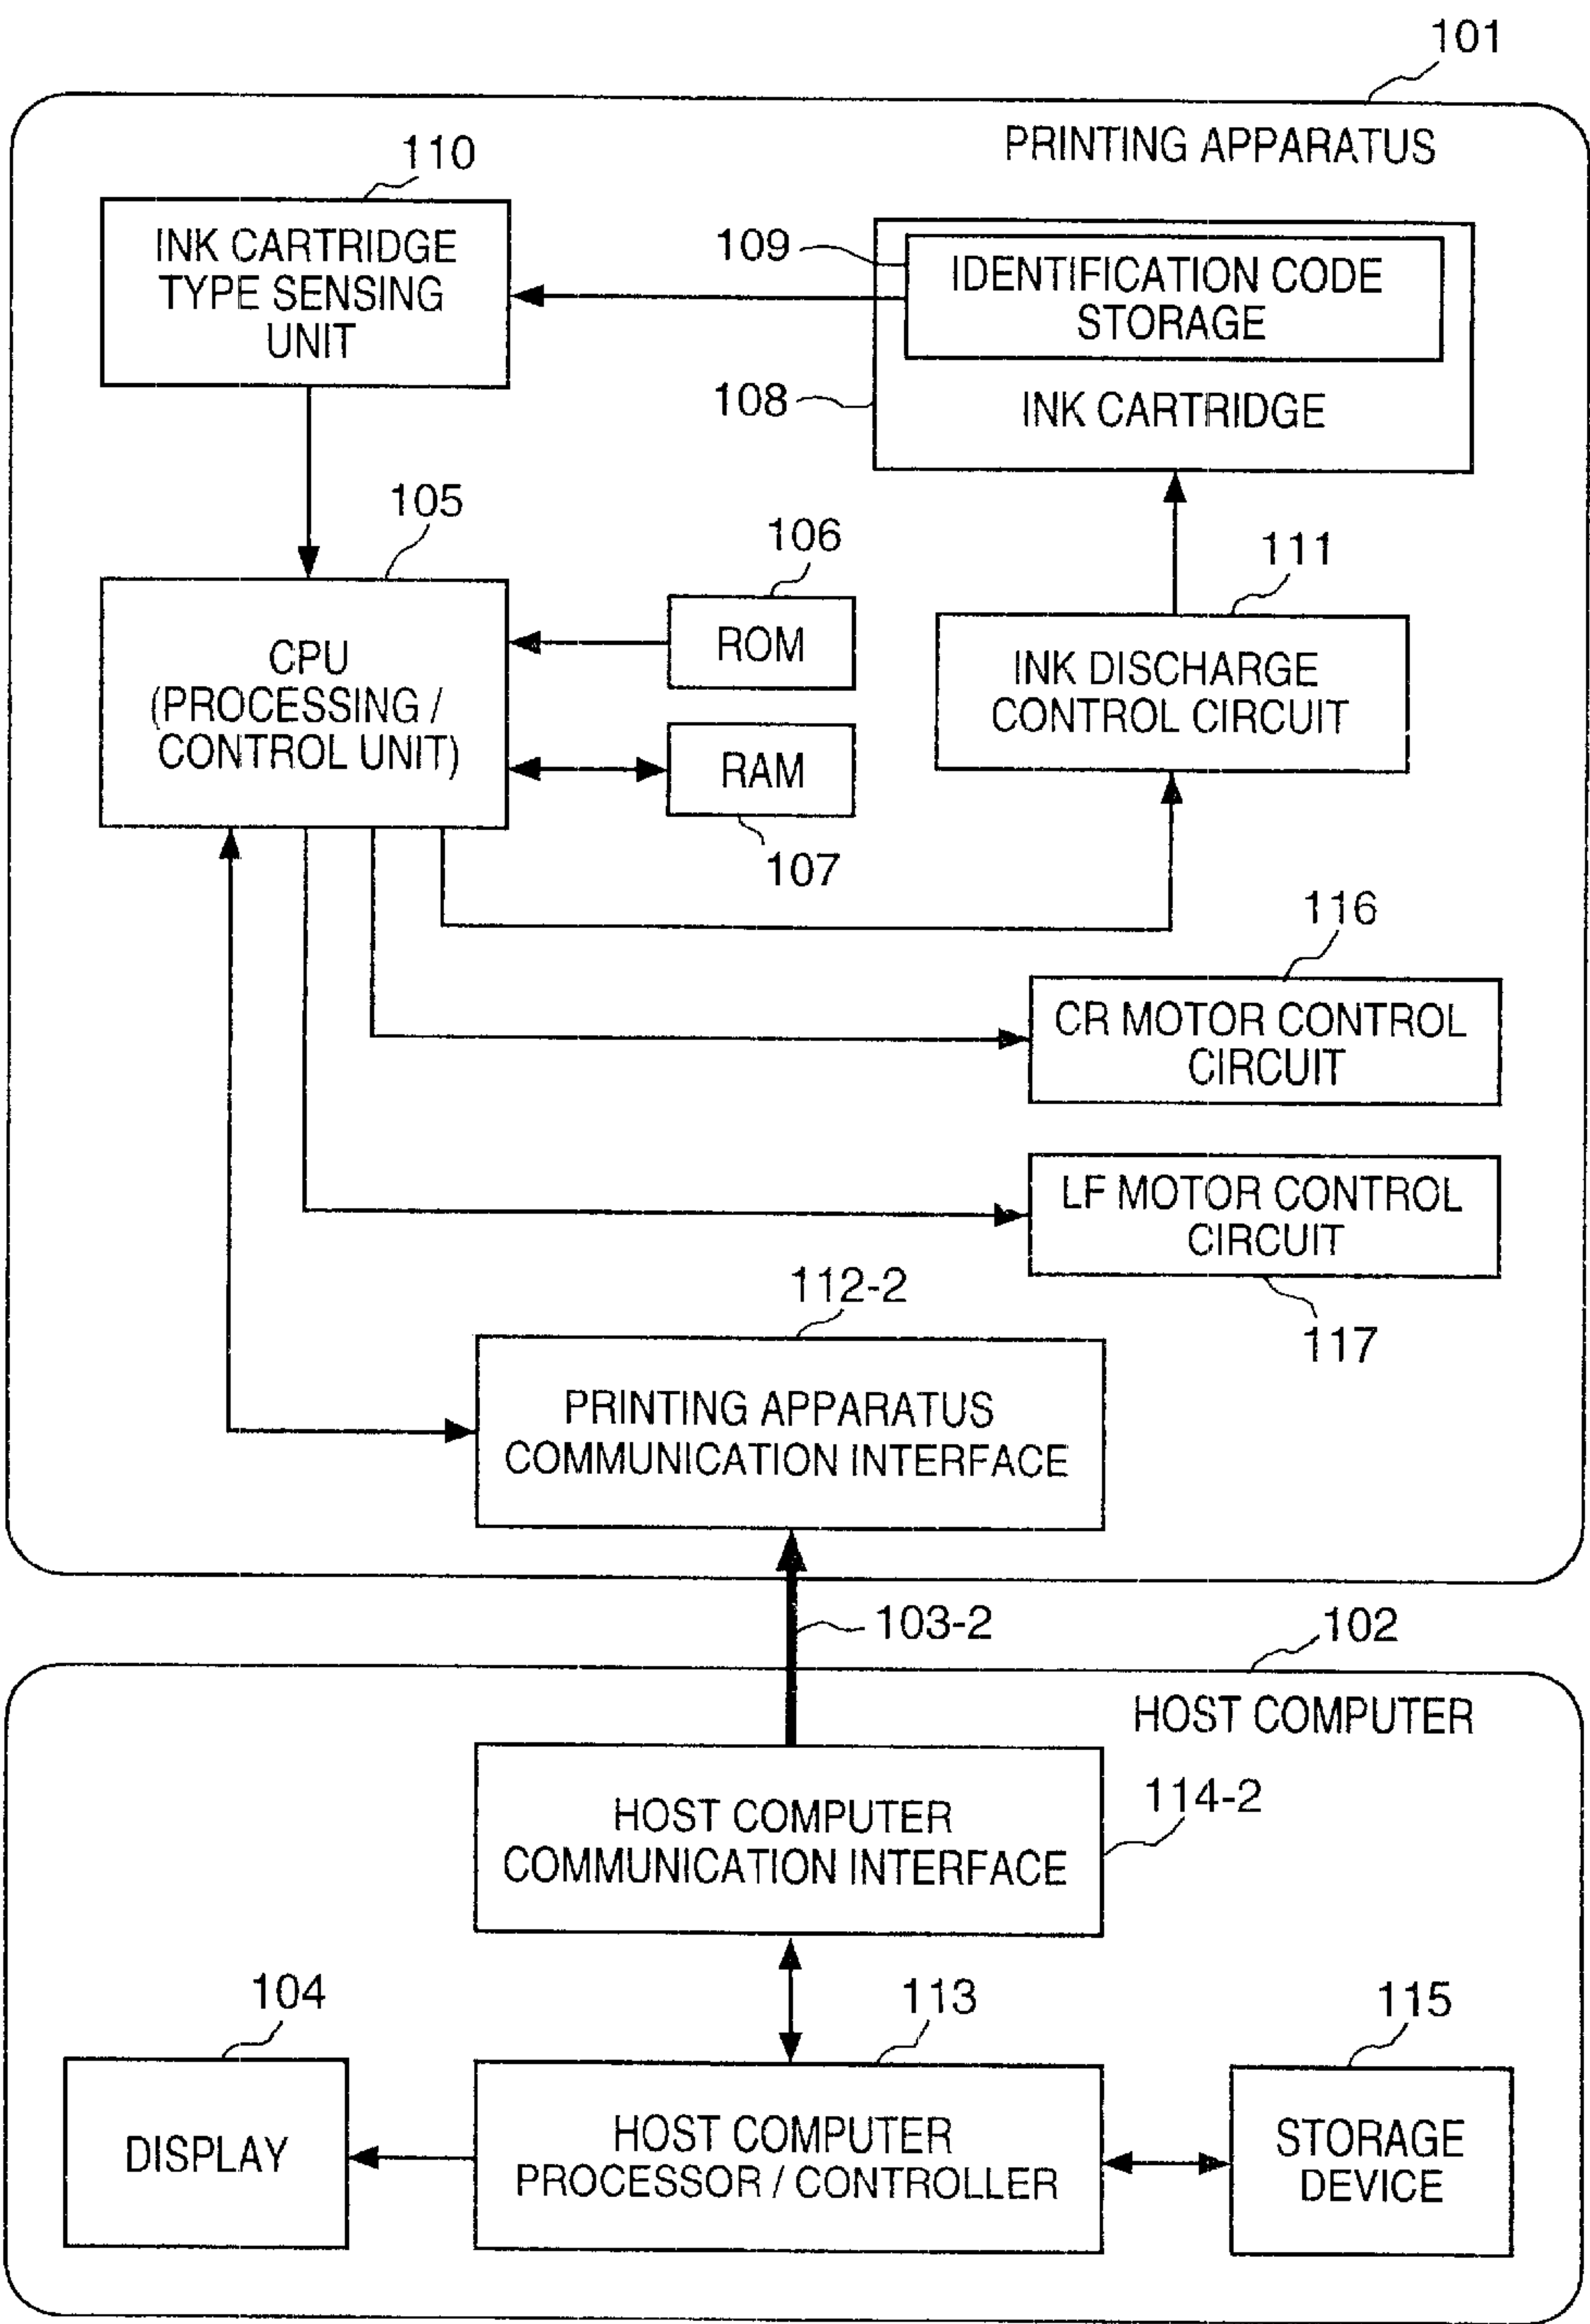 101
PRINTING APPARATUS
110
INK CARTRIDGE
TYPE SENSING
UNIT
109
IDENTIFICATION CODE
STORAGE
108
INK CARTRIDGE
105
CPU
(PROCESSING /
CONTROL UNIT)
106
ROM
RAM
107
111
INK DISCHARGE
CONTROL CIRCUIT
116
CR MOTOR CONTROL
CIRCUIT
LF MOTOR CONTROL
CIRCUIT
117
112-2
PRINTING APPARATUS
COMMUNICATION INTERFACE
103-2
102
HOST COMPUTER
HOST COMPUTER
COMMUNICATION INTERFACE
114-2
104
DISPLAY
113
HOST COMPUTER
PROCESSOR / CONTROLLER
115
STORAGE
DEVICE